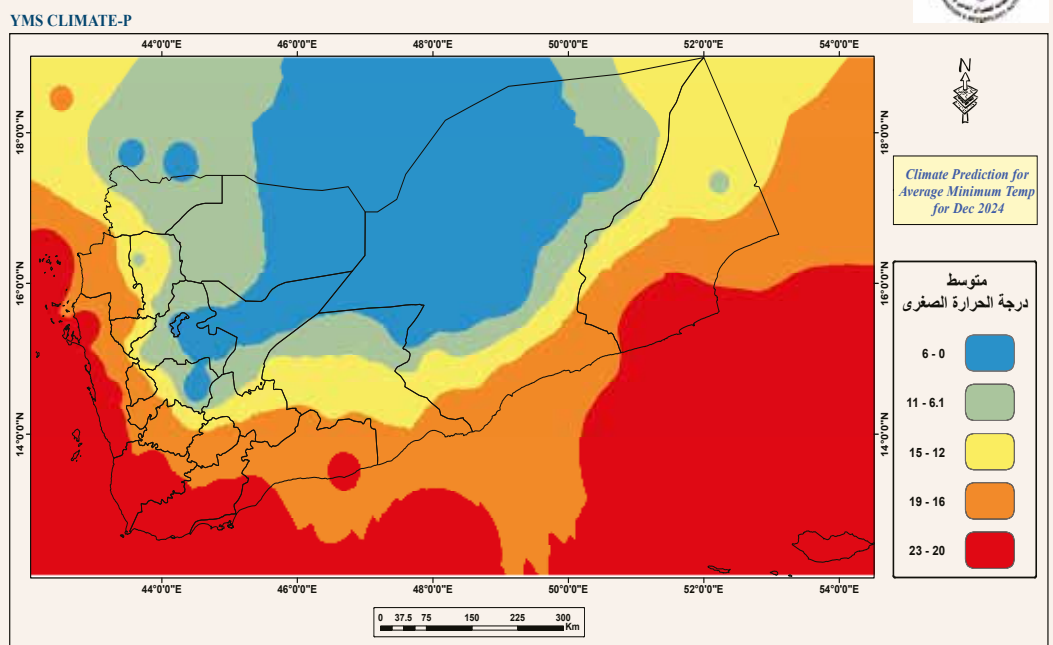 YMS CLIMATE-P
44°0'0"E 46°0'0"E 48°0'0"E 50°0'0"E 52°0'0"E 54°0'0"E
18°0'0"N 18°0'0"N
16°0'0"N 16°0'0"N
14°0'0"N 14°0'0"N
44°0'0"E 46°0'0"E 48°0'0"E 50°0'0"E 52°0'0"E 54°0'0"E
0 37.5 75 150 225 300
Km
N
Climate Prediction for
Average Minimum Temp
for Dec 2024
متوسط
درجة الحرارة الصغرى
6 - 0
11 - 6.1
15 - 12
19 - 16
23 - 20